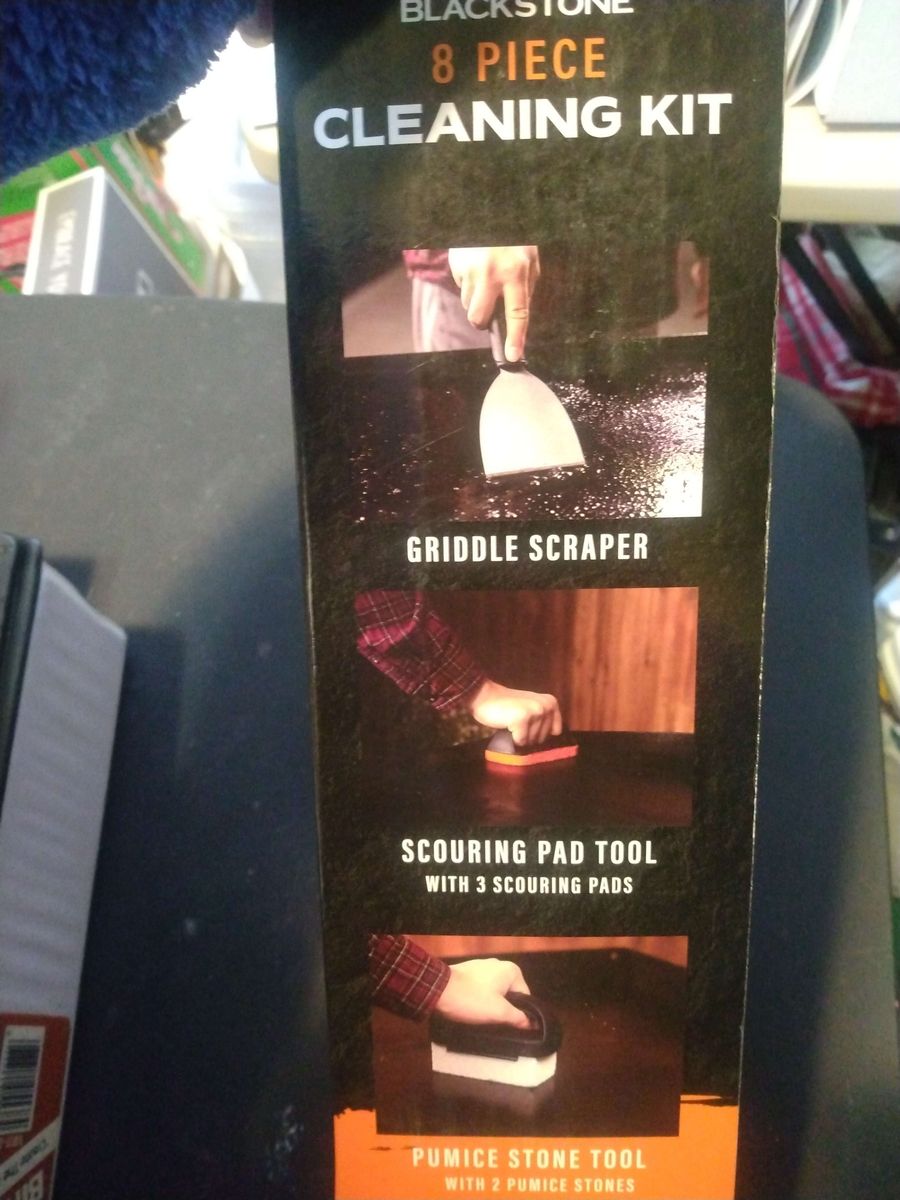 BLACKSTONE
8 PIECE
CLEANING KIT
GRIDDLE SCRAPER
SCOURING PAD TOOL
WITH 3 SCOURING PADS
PUMICE STONE TOOL
WITH 2 PUMICE STONES